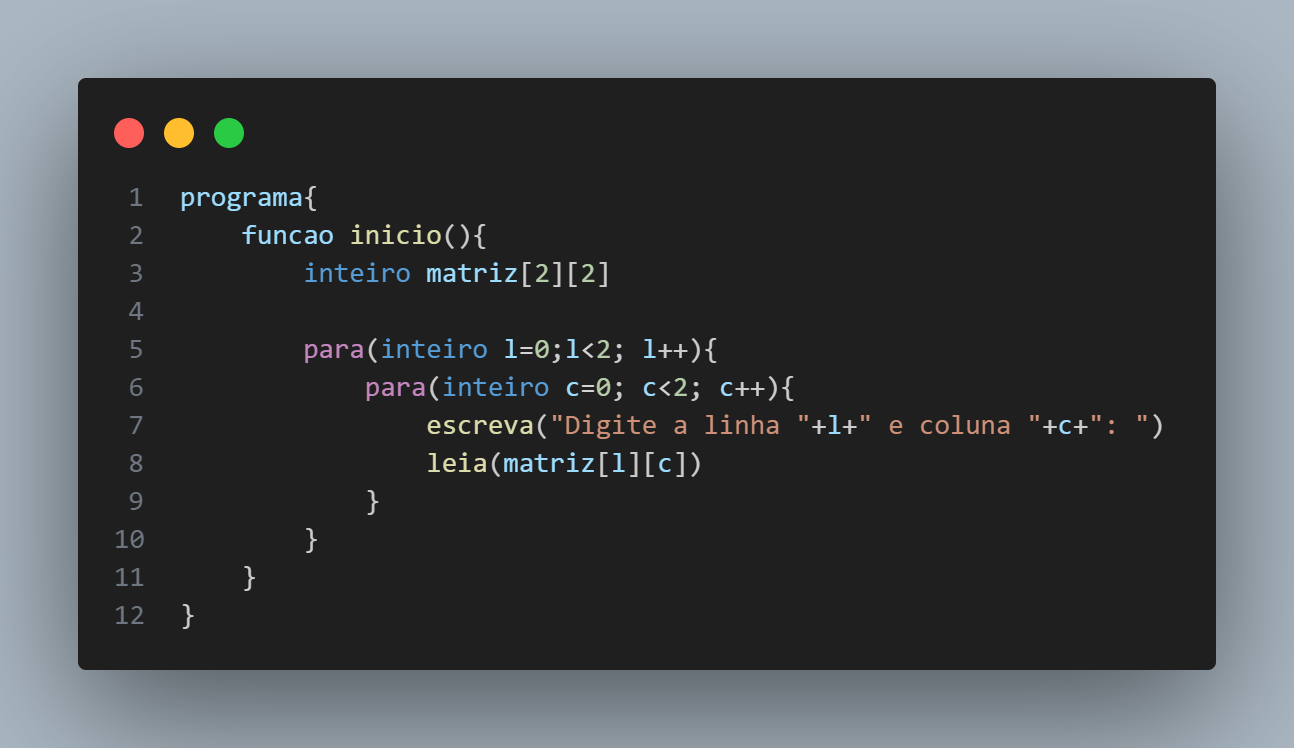 1 programa{
2 funcao inicio(){
3 inteiro matriz[2][2]
4
5 para(inteiro l=0;l<2; l++){
6 para(inteiro c=0; c<2; c++){
7 escreva("Digite a linha "+l+" e coluna "+c+": ")
8 leia(matriz[l][c])
9 }
10 }
11 }
12 }